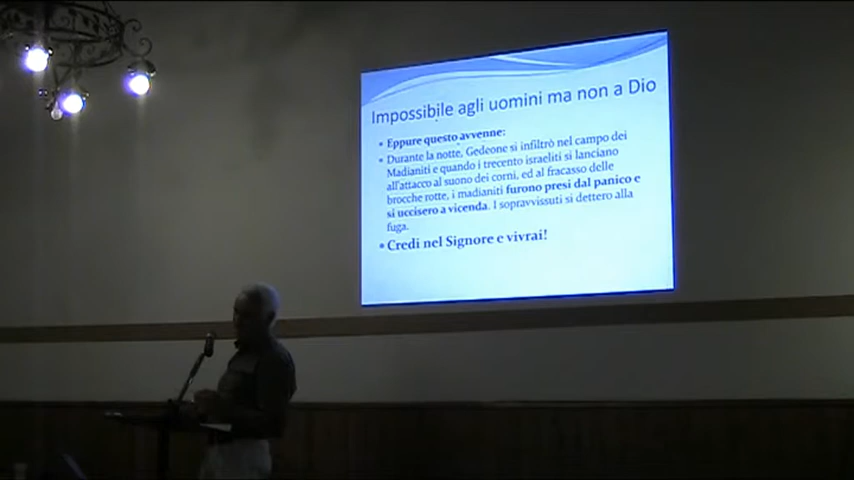 Impossibile agli uomini ma non a Dio
• Eppure questo avvenne:
• Durante la notte, Gedeone si infiltrò nel campo dei
Madianiti e quando i trecento israeliti si lanciano
all'attacco al suono dei corni, ed al fracasso delle
brocche rotte, i madianiti furono presi dal panico e
si uccisero a vicenda. I sopravvissuti si dettero alla
fuga.
• Credi nel Signore e vivrai!